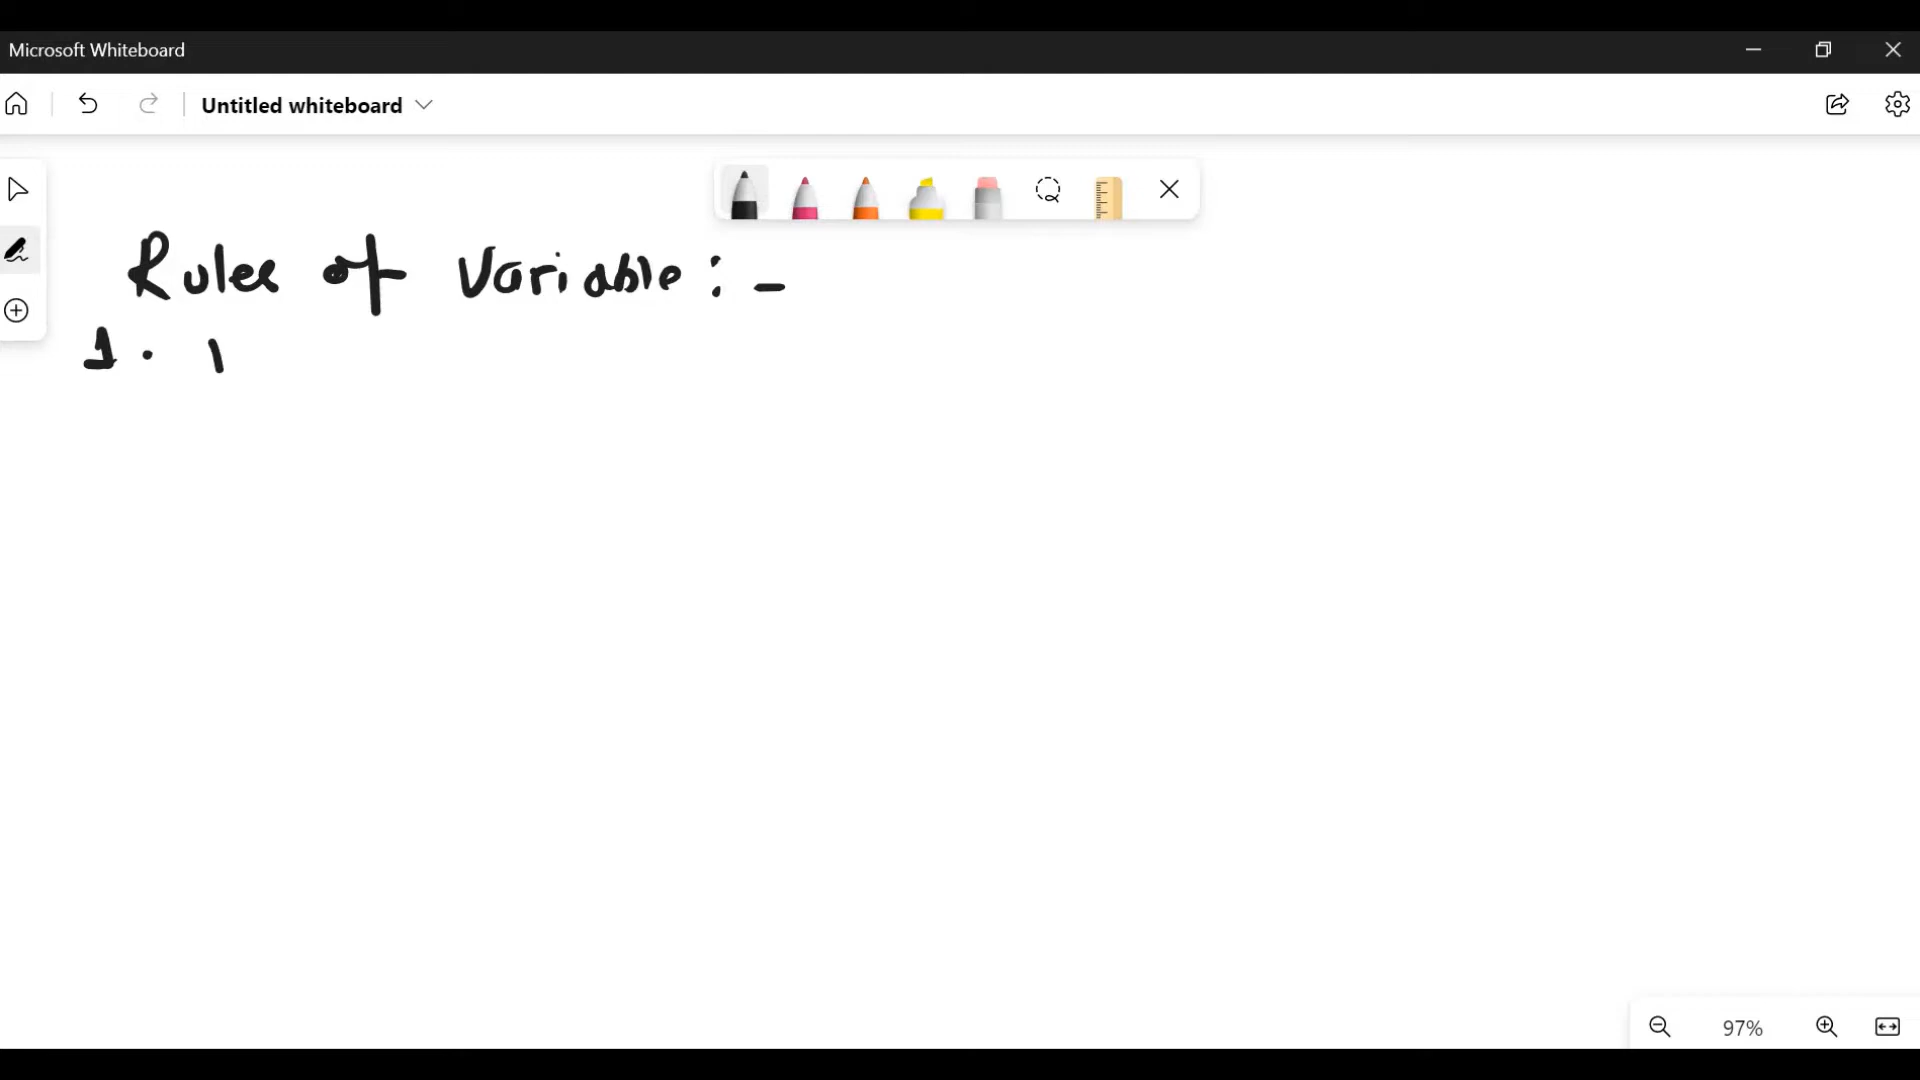 Microsoft Whiteboard
Untitled whiteboard
Rules of Variable : -
1 .
97%